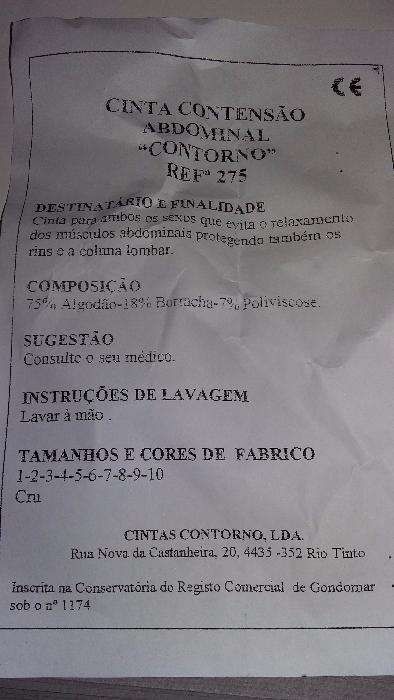 CE
CINTA CONTENSÃO
ABDOMINAL
“CONTORNO”
REFª 275
DESTINATÁRIO E FINALIDADE
Cinta para ambos os sexos que evita o relaxamento
dos músculos abdominais protegendo também os
rins e a coluna lombar.
COMPOSIÇÃO
75% Algodão-18% Borracha-7% Poliviscose.
SUGESTÃO
Consulte o seu médico.
INSTRUÇÕES DE LAVAGEM
Lavar à mão .
TAMANHOS E CORES DE FABRICO
1-2-3-4-5-6-7-8-9-10
Cru
CINTAS CONTORNO, LDA.
Rua Nova da Castanheira, 20, 4435 -352 Rio Tinto
Inscrita na Conservatória do Registo Comercial de Gondomar
sob o nº 1174